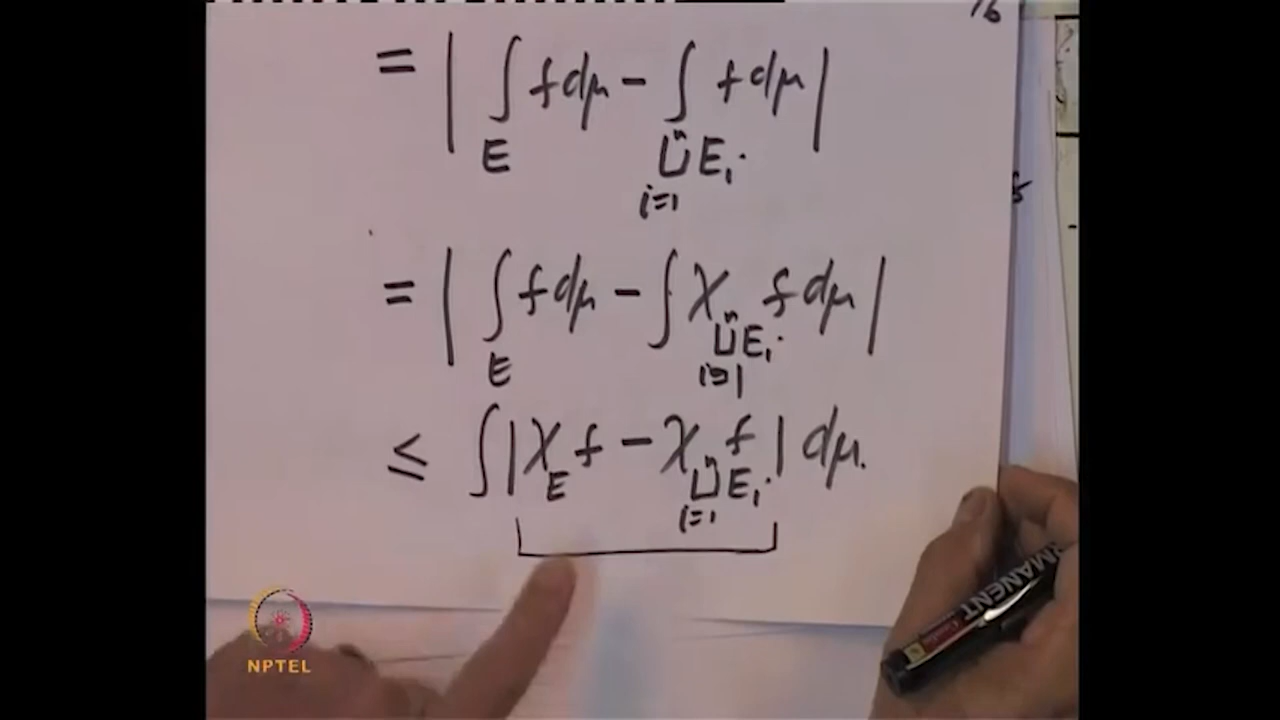 16
= | ∫_E f dμ − ∫_{⊔_{i=1}^n E_i} f dμ |
= | ∫_E f dμ − ∫ χ_{⊔_{i=1}^n E_i} f dμ |
≤ ∫ | χ_E f − χ_{⊔_{i=1}^n E_i} f | dμ.
NPTEL